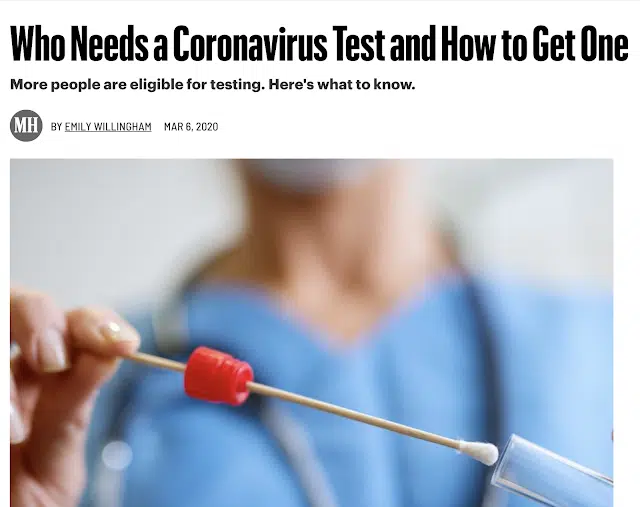 Who Needs a Coronavirus Test and How to Get One
More people are eligible for testing. Here's what to know.
MH BY EMILY WILLINGHAM MAR 6, 2020